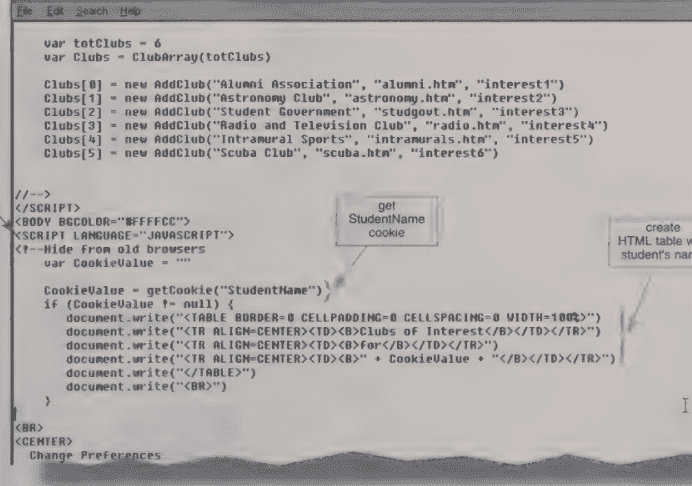 File Edit Search Help
var totClubs = 6
var Clubs = ClubArray(totClubs)
Clubs[0] = new AddClub("Alumni Association", "alumni.htm", "interest1")
Clubs[1] = new AddClub("Astronomy Club", "astronomy.htm", "interest2")
Clubs[2] = new AddClub("Student Government", "studgovt.htm", "interest3")
Clubs[3] = new AddClub("Radio and Television Club", "radio.htm", "interest4")
Clubs[4] = new AddClub("Intramural Sports", "intramurals.htm", "interest5")
Clubs[5] = new AddClub("Scuba Club", "scuba.htm", "interest6")
//-->
</SCRIPT>
<BODY BGCOLOR="#FFFFCC">
<SCRIPT LANGUAGE="JAVASCRIPT">
<!--Hide from old browsers
var CookieValue = ""
CookieValue = getCookie("StudentName")
if (CookieValue != null) {
document.write("<TABLE BORDER=0 CELLPADDING=0 CELLSPACING=0 WIDTH=100%>")
document.write("<TR ALIGN=CENTER><TD><B>Clubs of Interest</B></TD></TR>")
document.write("<TR ALIGN=CENTER><TD><B>for</B></TD></TR>")
document.write("<TR ALIGN=CENTER><TD><B>" + CookieValue + "</B></TD></TR>")
document.write("</TABLE>")
document.write("<BR>")
}
<BR>
<CENTER>
Change Preferences
get
StudentName
cookie
create
HTML table w
student's nam